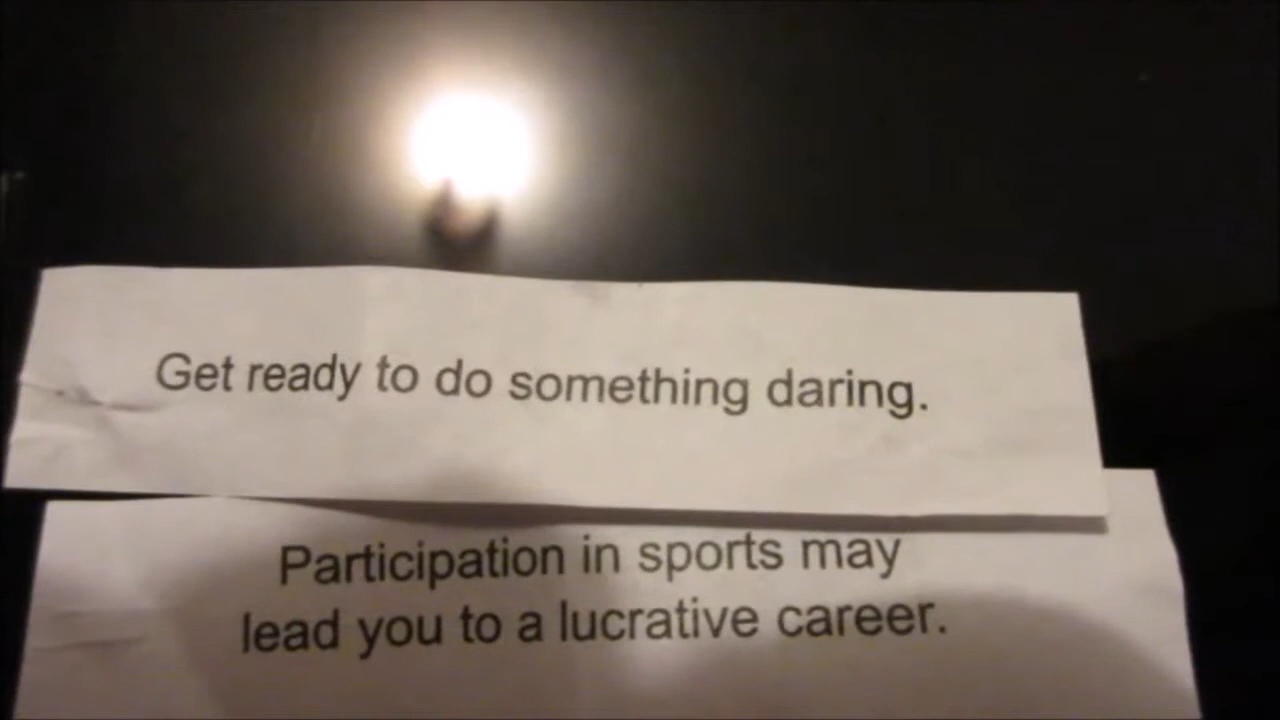 Get ready to do something daring.
Participation in sports may
lead you to a lucrative career.